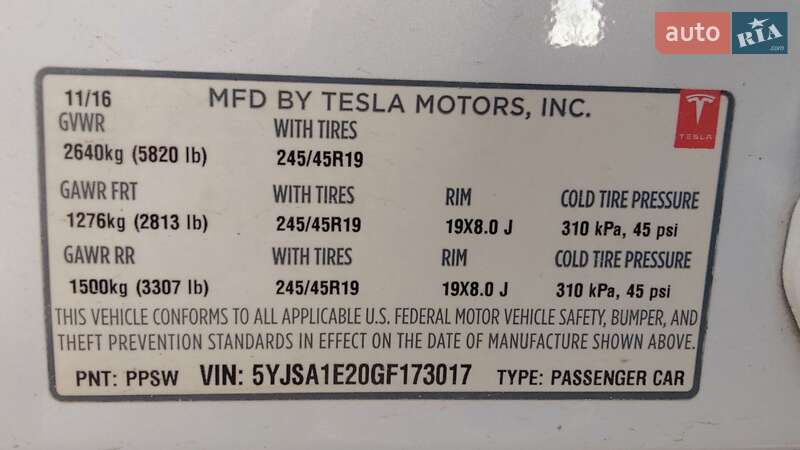 auto RIA .com
11/16 MFD BY TESLA MOTORS, INC.
TESLA
GVWR WITH TIRES
2640kg (5820 lb) 245/45R19
GAWR FRT WITH TIRES RIM COLD TIRE PRESSURE
1276kg (2813 lb) 245/45R19 19X8.0 J 310 kPa, 45 psi
GAWR RR WITH TIRES RIM COLD TIRE PRESSURE
1500kg (3307 lb) 245/45R19 19X8.0 J 310 kPa, 45 psi
THIS VEHICLE CONFORMS TO ALL APPLICABLE U.S. FEDERAL MOTOR VEHICLE SAFETY, BUMPER, AND
THEFT PREVENTION STANDARDS IN EFFECT ON THE DATE OF MANUFACTURE SHOWN ABOVE.
PNT: PPSW VIN: 5YJSA1E20GF173017 TYPE: PASSENGER CAR